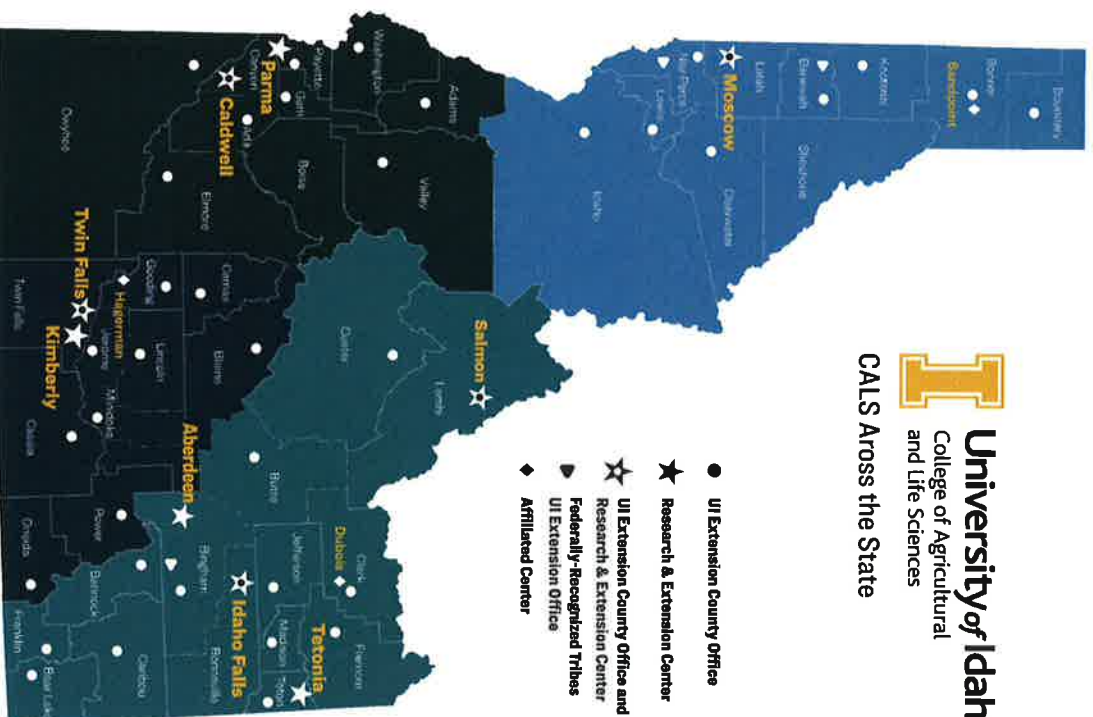 University of Idah
College of Agricultural
and Life Sciences
CALS Aross the State
UI Extension County Office
Research & Extension Center
UI Extension County Office and
Research & Extension Center
Federally-Recognized Tribes
UI Extension Office
Affiliated Center
Boundary
Bonner
Sandpoint
Kootenai
Benewah
Shoshone
Latah
Moscow
Clearwater
Nez Perce
Lewis
Idaho
Adams
Valley
Washington
Payette
Gem
Boise
Parma
Canyon
Caldwell
Ada
Elmore
Owyhee
Salmon
Lemhi
Custer
Butte
Clark
Dubois
Fremont
Jefferson
Madison
Teton
Tetonia
Bonneville
Idaho Falls
Bingham
Aberdeen
Camas
Blaine
Gooding
Hagerman
Lincoln
Jerome
Minidoka
Twin Falls
Kimberly
Twin Falls
Cassia
Power
Oneida
Bannock
Caribou
Franklin
Bear Lake